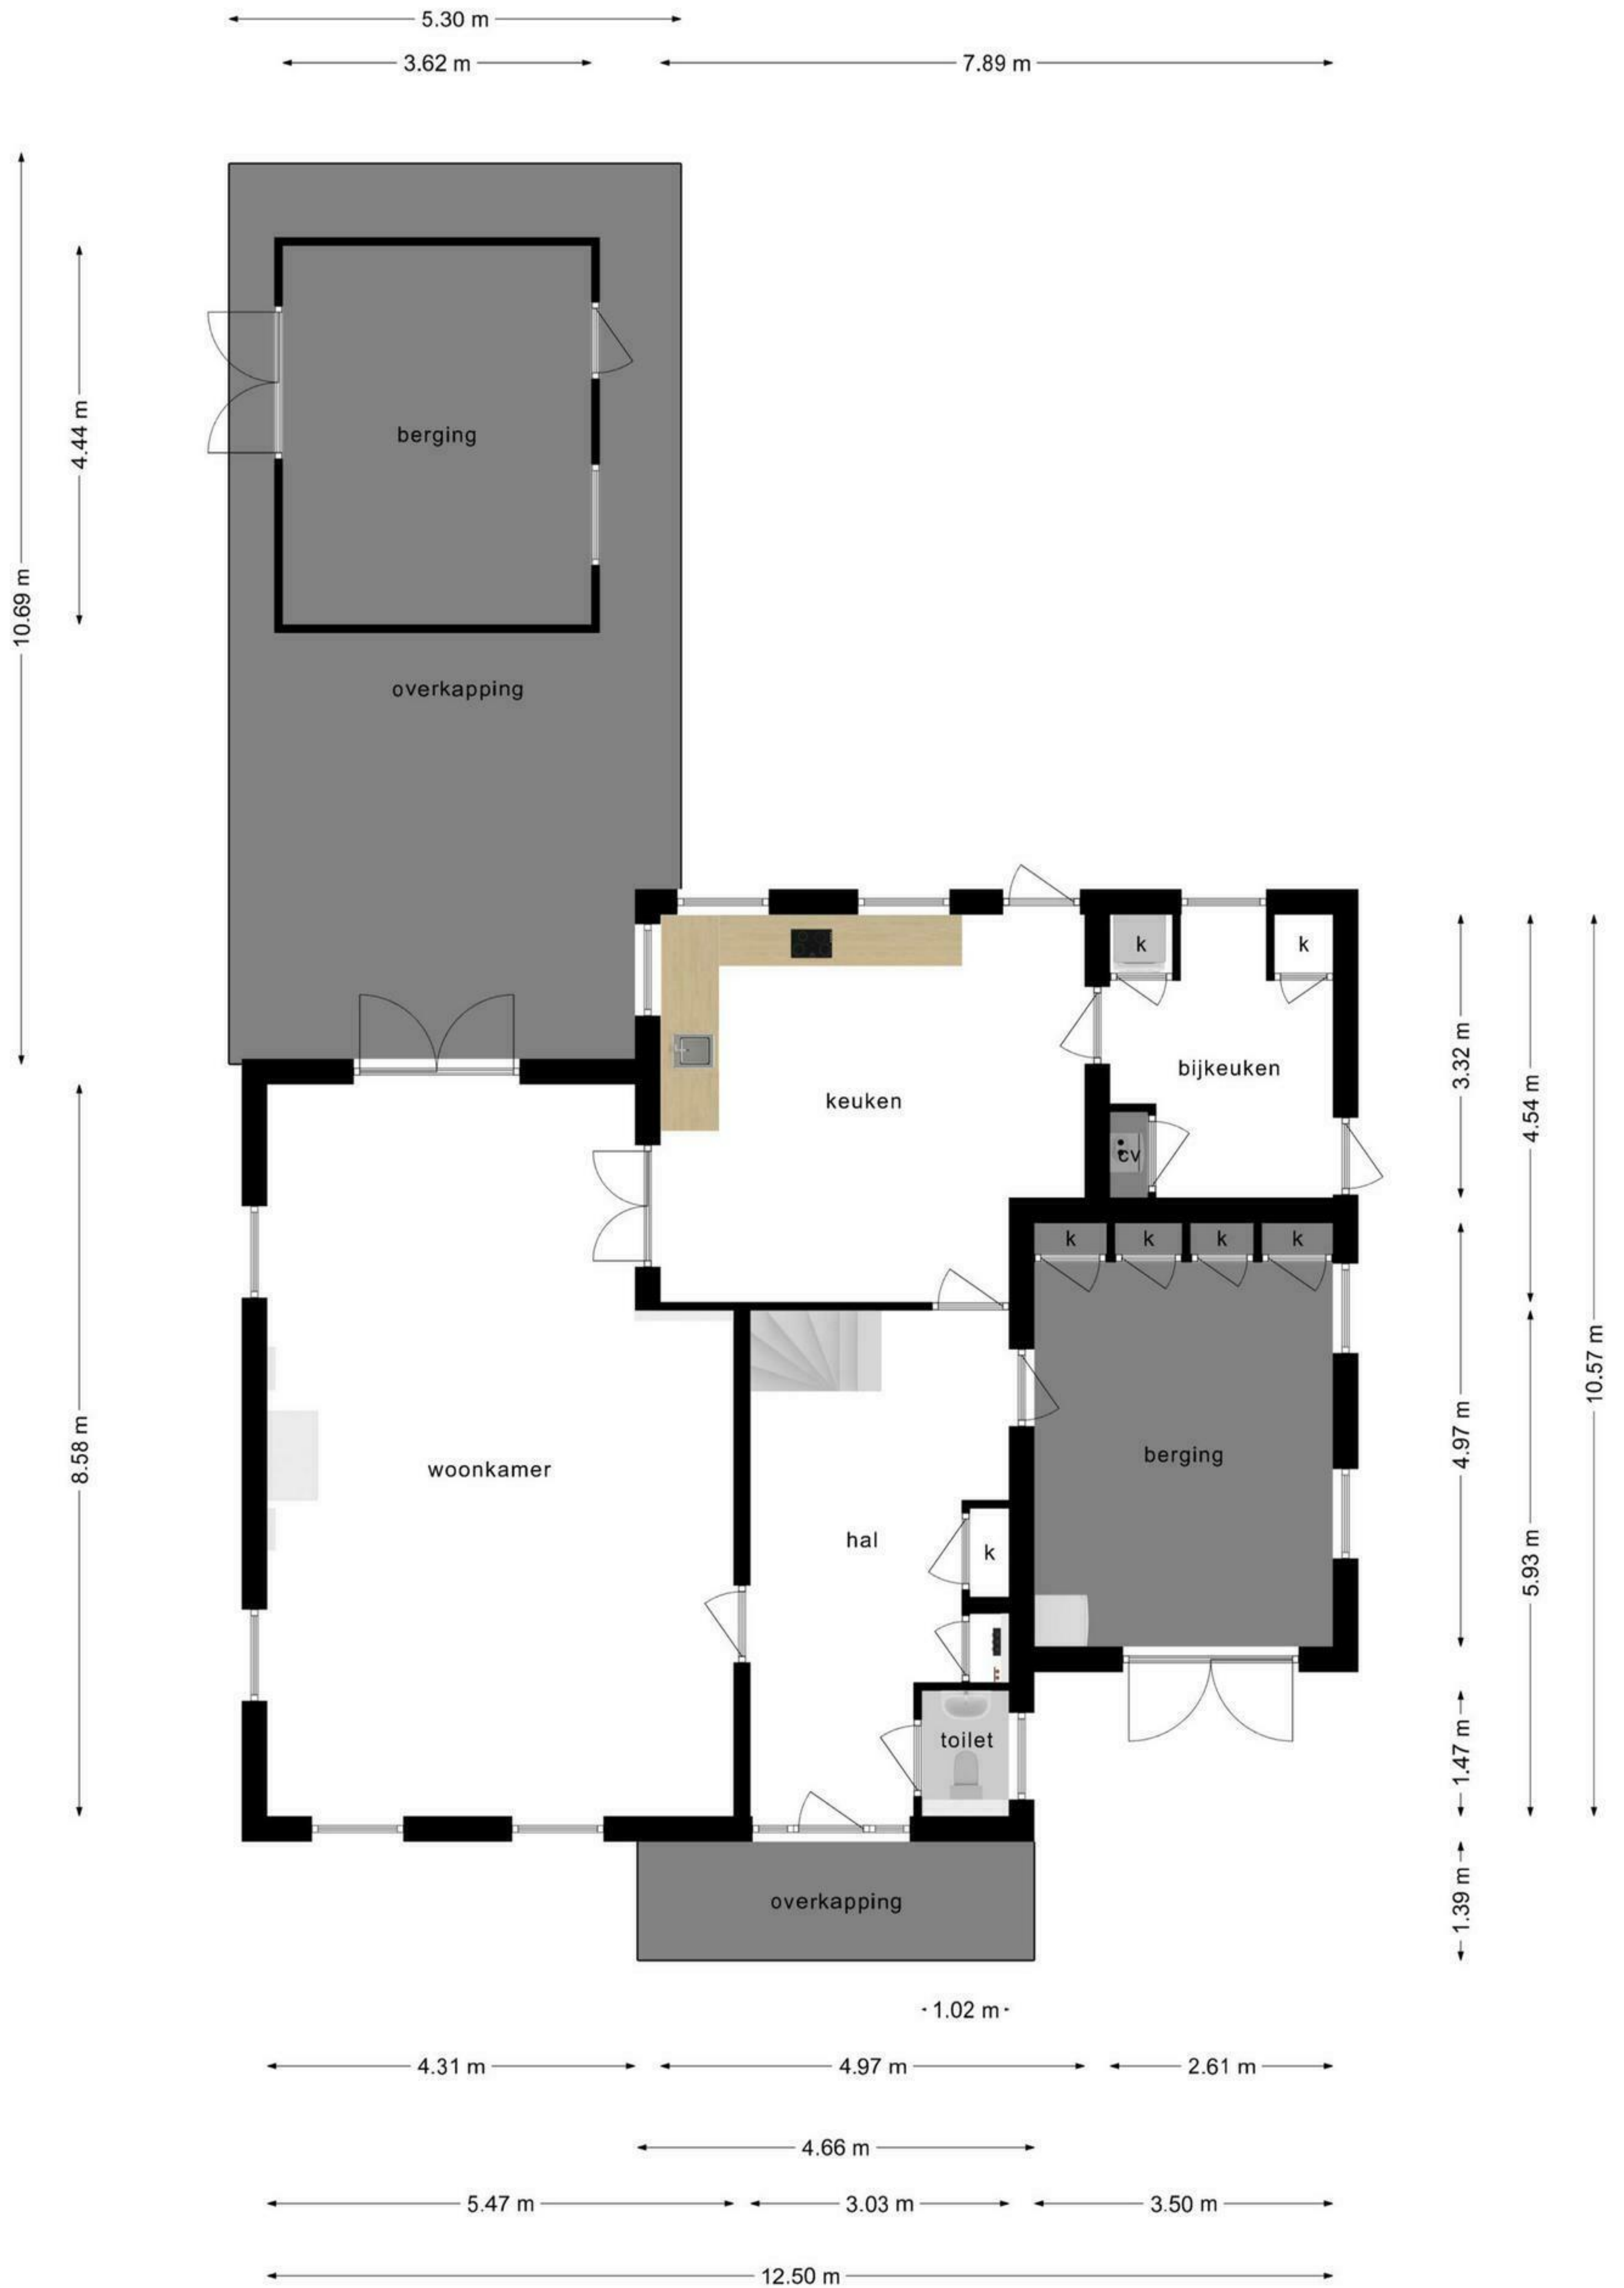 5.30 m
3.62 m
7.89 m
10.69 m
4.44 m
berging
overkapping
k
k
3.32 m
bijkeuken
4.54 m
keuken
cv
k
k
k
k
10.57 m
8.58 m
woonkamer
berging
4.97 m
hal
k
5.93 m
toilet
1.47 m
overkapping
1.39 m
1.02 m
4.31 m
4.97 m
2.61 m
4.66 m
5.47 m
3.03 m
3.50 m
12.50 m